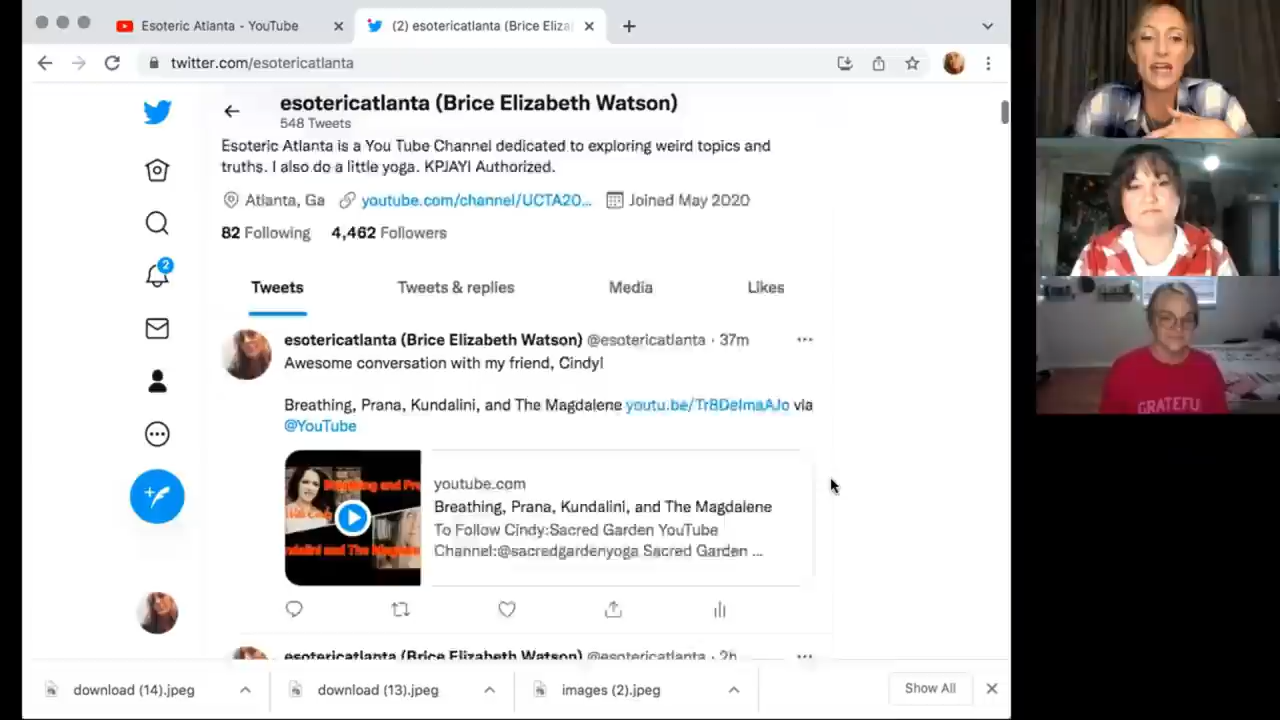 Esoteric Atlanta - YouTube
(2) esotericatlanta (Brice Eliza
twitter.com/esotericatlanta
esotericatlanta (Brice Elizabeth Watson)
548 Tweets
Esoteric Atlanta is a You Tube Channel dedicated to exploring weird topics and
truths. I also do a little yoga. KPJAYI Authorized.
Atlanta, Ga youtube.com/channel/UCTA20... Joined May 2020
82 Following 4,462 Followers
2
Tweets Tweets & replies Media Likes
esotericatlanta (Brice Elizabeth Watson) @esotericatlanta · 37m
Awesome conversation with my friend, Cindy!
Breathing, Prana, Kundalini, and The Magdalene via
@YouTube
youtube.com
Breathing, Prana, Kundalini, and The Magdalene
To Follow Cindy:Sacred Garden YouTube
Channel:@sacredgardenyoga Sacred Garden ...
esotericatlanta (Brice Elizabeth Watson) @esotericatlanta · 2h
download (14).jpeg
download (13).jpeg
images (2).jpeg
Show All
GRATEFU